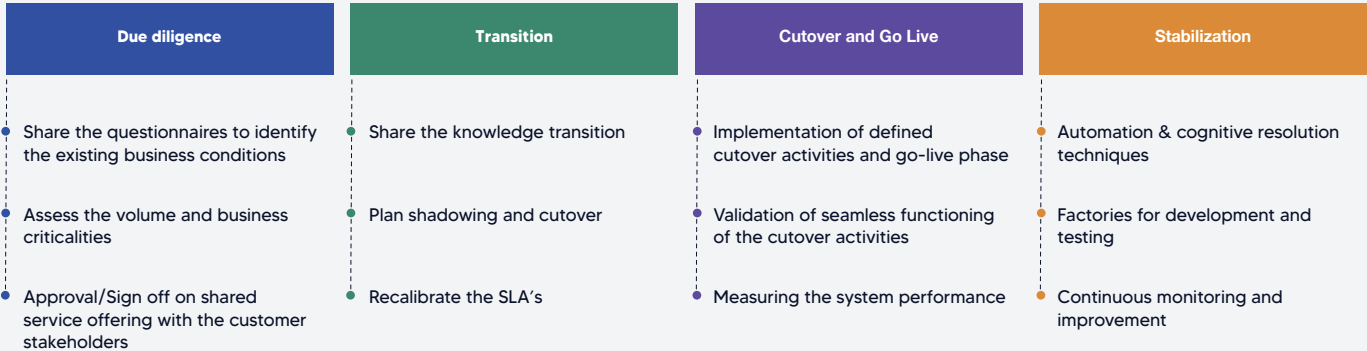 Due diligence
Share the questionnaires to identify
the existing business conditions
Assess the volume and business
criticalities
Approval/Sign off on shared
service offering with the customer
stakeholders
Transition
Share the knowledge transition
Plan shadowing and cutover
Recalibrate the SLA's
Cutover and Go Live
Implementation of defined
cutover activities and go-live phase
Validation of seamless functioning
of the cutover activities
Measuring the system performance
Stabilization
Automation & cognitive resolution
techniques
Factories for development and
testing
Continuous monitoring and
improvement